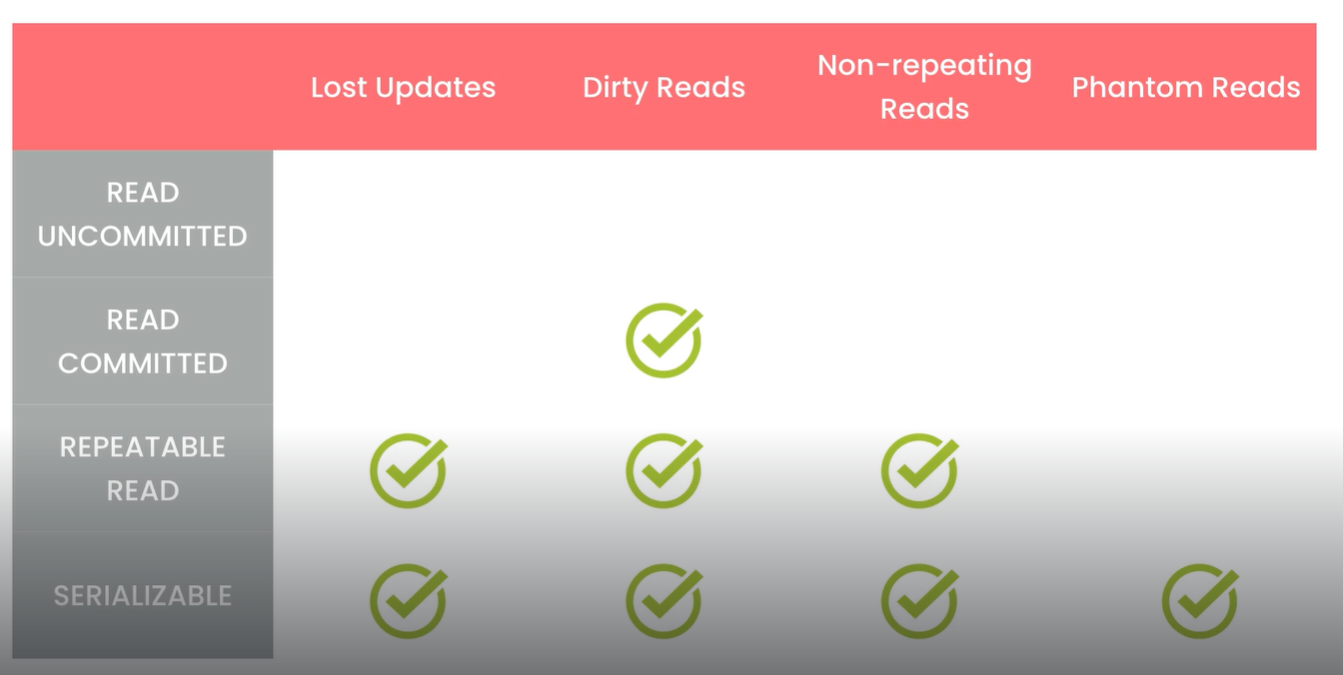 Lost Updates
Dirty Reads
Non-repeating
Reads
Phantom Reads
READ
UNCOMMITTED
READ
COMMITTED
REPEATABLE
READ
SERIALIZABLE